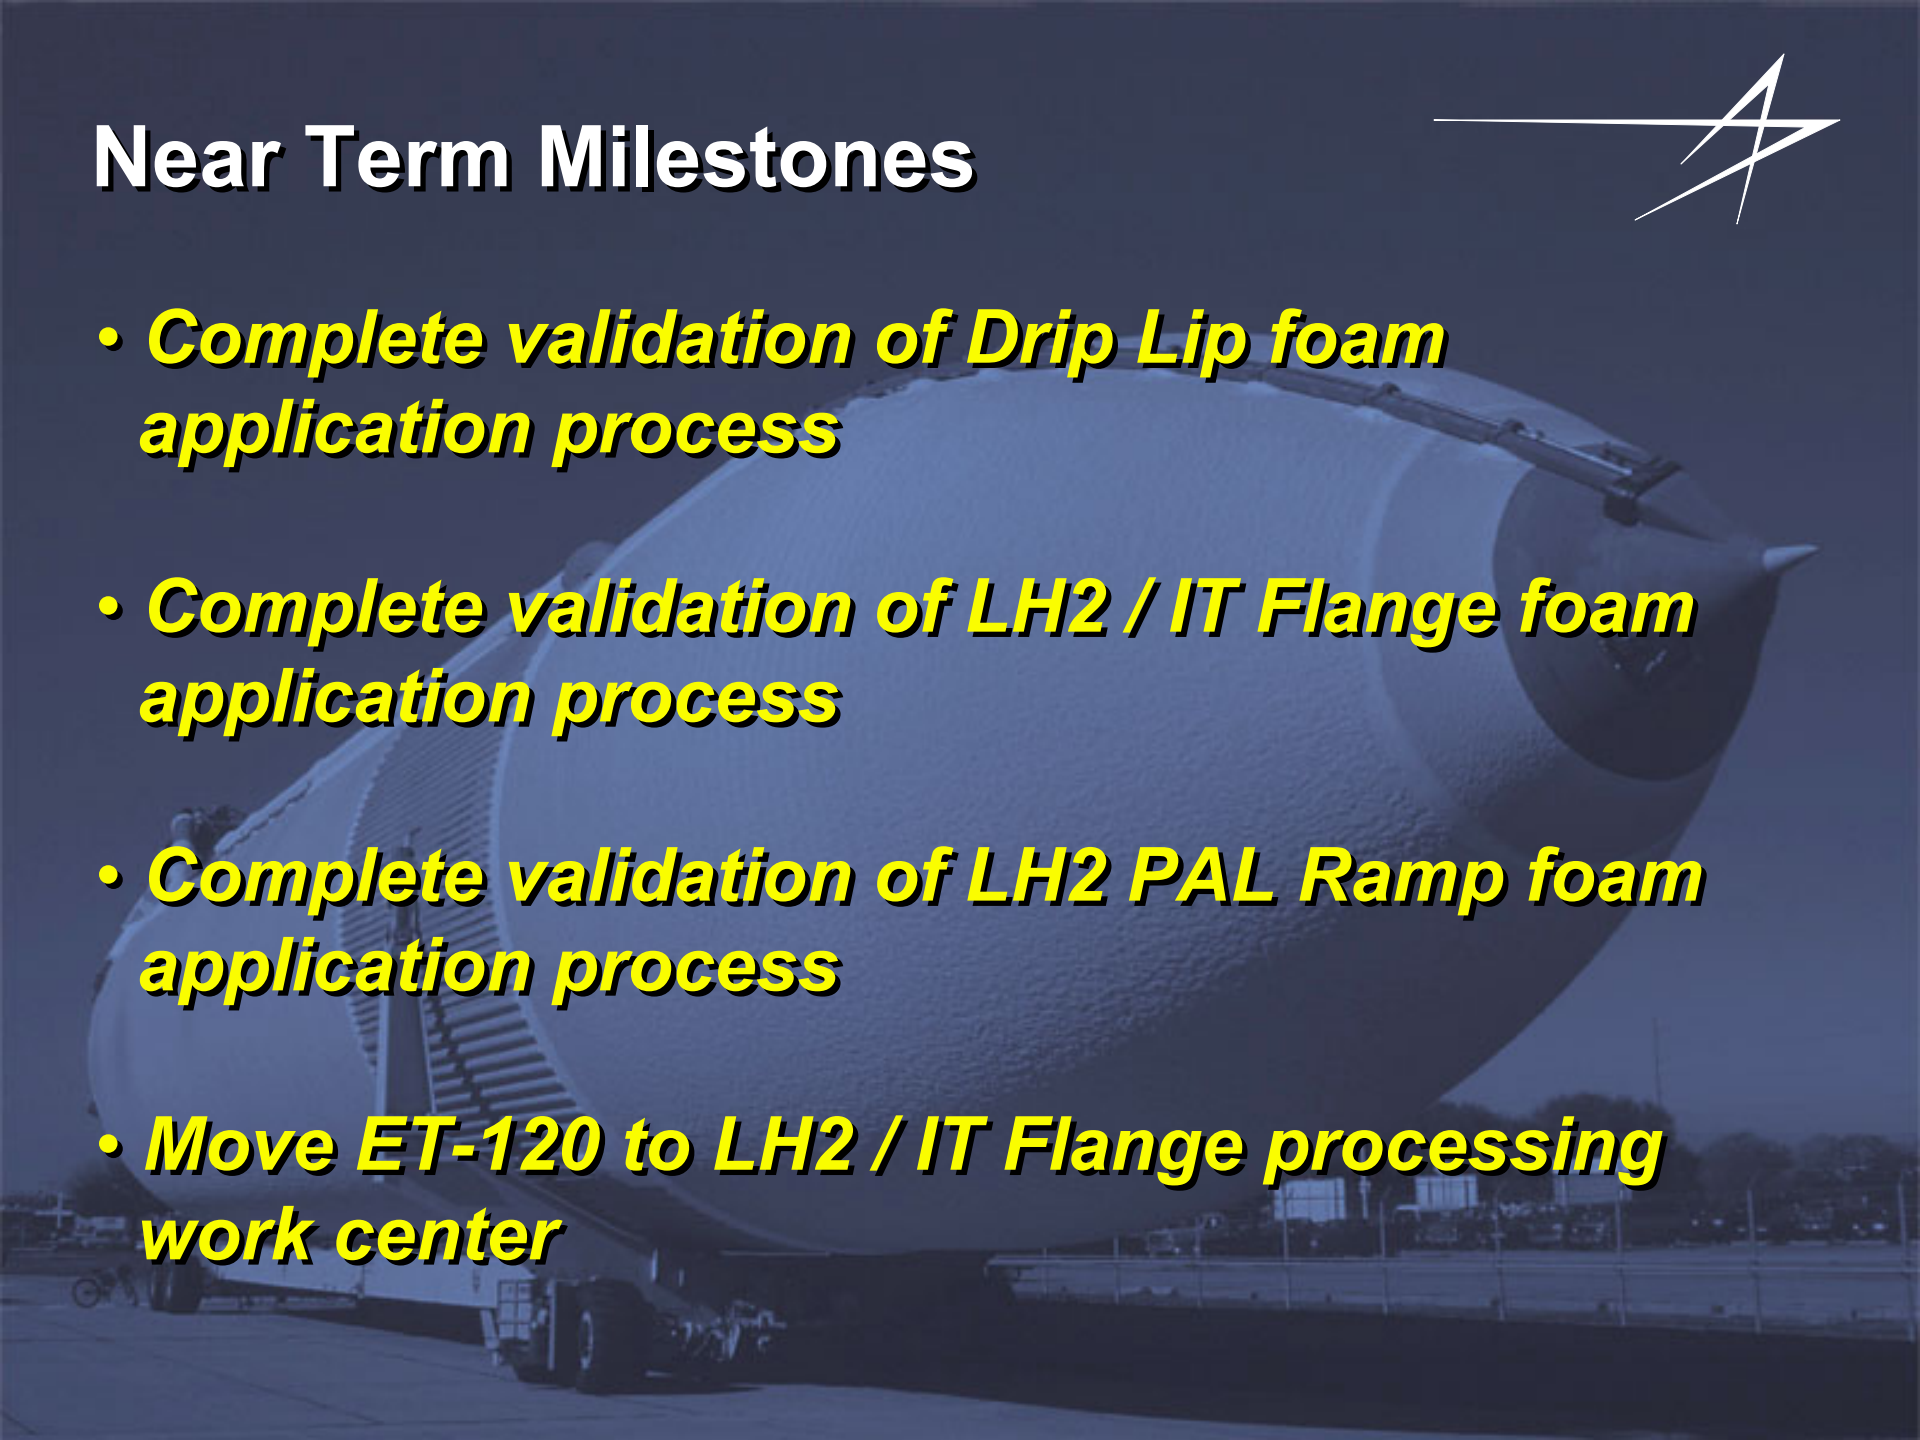 Near Term Milestones
• Complete validation of Drip Lip foam
application process
• Complete validation of LH2 / IT Flange foam
application process
• Complete validation of LH2 PAL Ramp foam
application process
• Move ET-120 to LH2 / IT Flange processing
work center